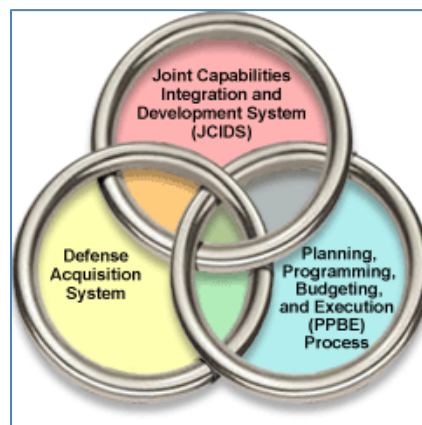 Joint Capabilities
Integration and
Development System
(JCIDS)
Defense
Acquisition
System
Planning,
Programming,
Budgeting,
and Execution
(PPBE)
Process